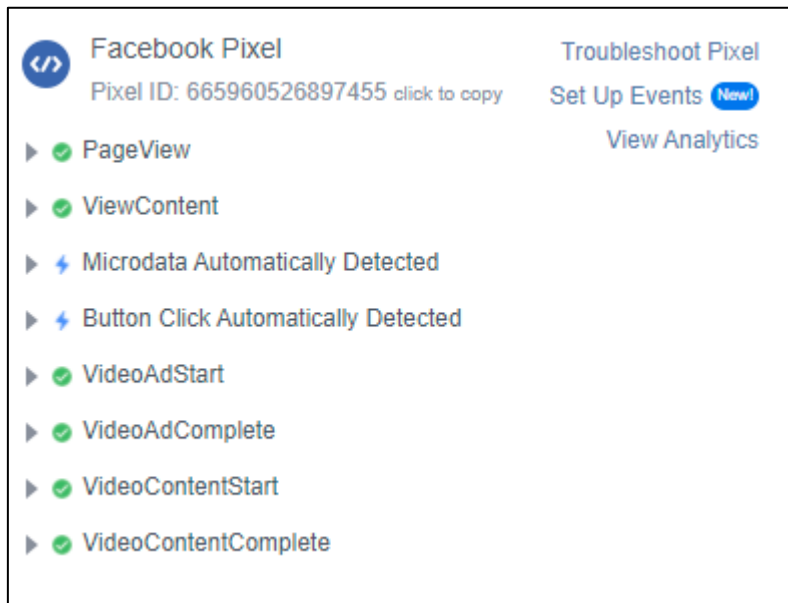 Facebook Pixel
Pixel ID: 665960526897455 click to copy
Troubleshoot Pixel
Set Up Events New!
View Analytics
PageView
ViewContent
Microdata Automatically Detected
Button Click Automatically Detected
VideoAdStart
VideoAdComplete
VideoContentStart
VideoContentComplete